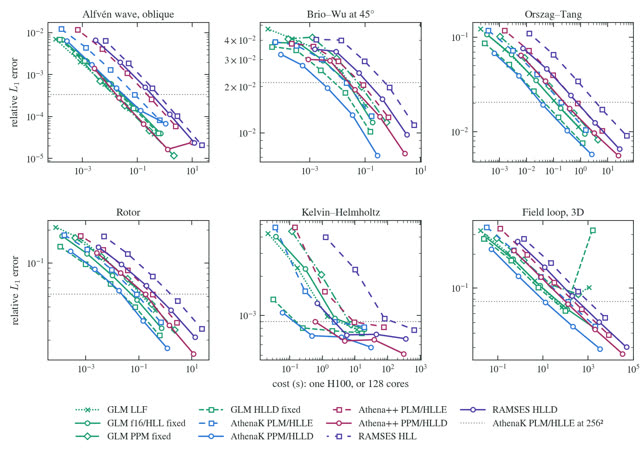 Alfvén wave, oblique
Brio–Wu at 45°
Orszag–Tang
relative L₁ error
10⁻²
10⁻³
10⁻⁴
10⁻⁵
10⁻³
10⁰
4 × 10⁻²
3 × 10⁻²
2 × 10⁻²
10⁻²
10⁻³
10⁻¹
10¹
10⁻¹
10⁻²
10⁻⁴
10⁻²
10⁰
10²
Rotor
Kelvin–Helmholtz
Field loop, 3D
relative L₁ error
10⁻¹
10⁻³
10⁻¹
10¹
10⁻³
10⁻²
10⁻¹
10⁰
10¹
10²
10³
10⁻¹
10⁻¹
10¹
10³
10⁵
cost (s): one H100, or 128 cores
GLM LLF
GLM HLLD fixed
Athena++ PLM/HLLE
RAMSES HLLD
GLM f16/HLL fixed
AthenaK PLM/HLLE
Athena++ PPM/HLLD
AthenaK PLM/HLLE at 256²
GLM PPM fixed
AthenaK PPM/HLLD
RAMSES HLL